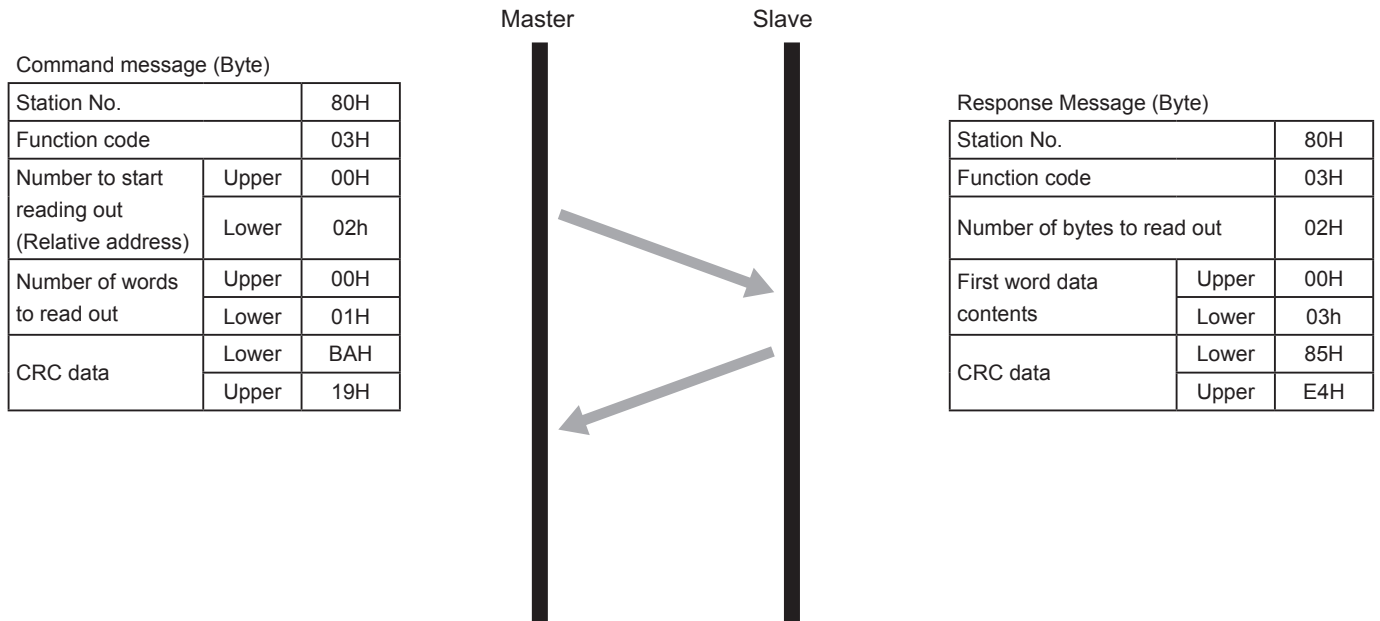 Master Slave
Command message (Byte)
Station No. 80H
Function code 03H
Number to start
reading out
(Relative address)
Upper 00H
Lower 02h
Number of words
to read out
Upper 00H
Lower 01H
CRC data
Lower BAH
Upper 19H
Response Message (Byte)
Station No. 80H
Function code 03H
Number of bytes to read out 02H
First word data
contents
Upper 00H
Lower 03h
CRC data
Lower 85H
Upper E4H